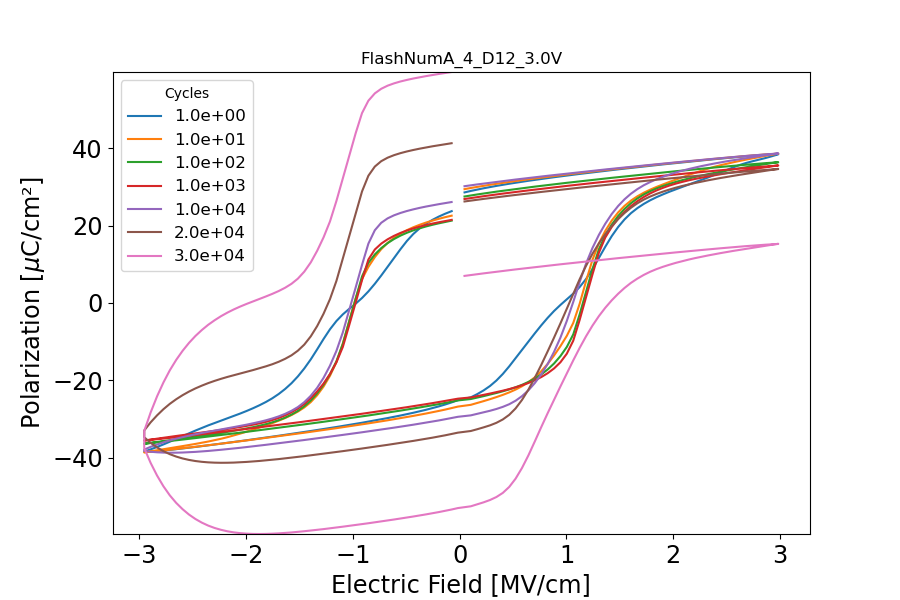 FlashNumA_4_D12_3.0V
Polarization [μC/cm²]
40
20
0
−20
−40
Cycles
1.0e+00
1.0e+01
1.0e+02
1.0e+03
1.0e+04
2.0e+04
3.0e+04
−3 −2 −1 0 1 2 3
Electric Field [MV/cm]